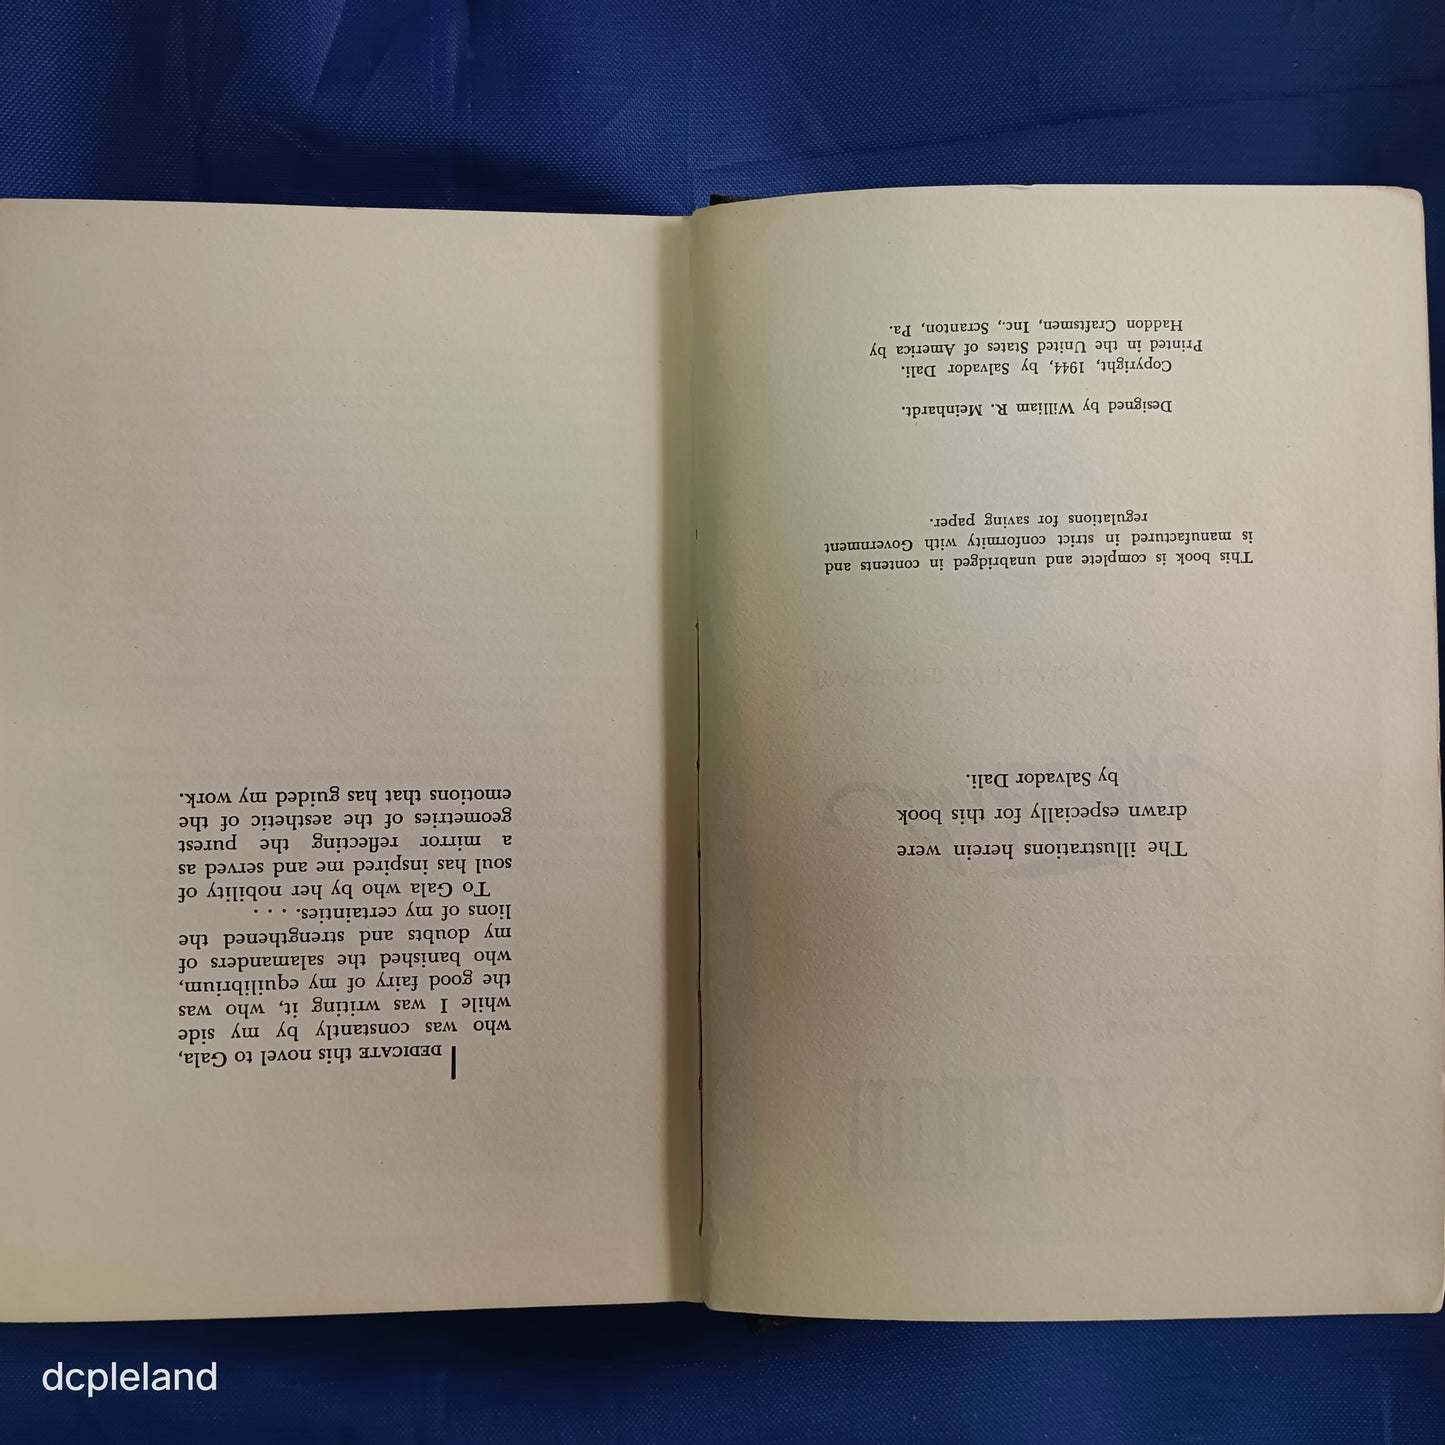 The illustrations herein were
drawn especially for this book
by Salvador Dali.
This book is complete and unabridged in contents and
is manufactured in strict conformity with Government
regulations for saving paper.
Designed by William R. Meinhardt.
Copyright, 1944, by Salvador Dali.
Printed in the United States of America by
Haddon Craftsmen, Inc., Scranton, Pa.
I DEDICATE this novel to Gala,
who was constantly by my side
while I was writing it, who was
the good fairy of my equilibrium,
who banished the salamanders of
my doubts and strengthened the
lions of my certainties. . . .
To Gala who by her nobility of
soul has inspired me and served as
a mirror reflecting the purest
geometries of the aesthetic of the
emotions that has guided my work.
dcpleland